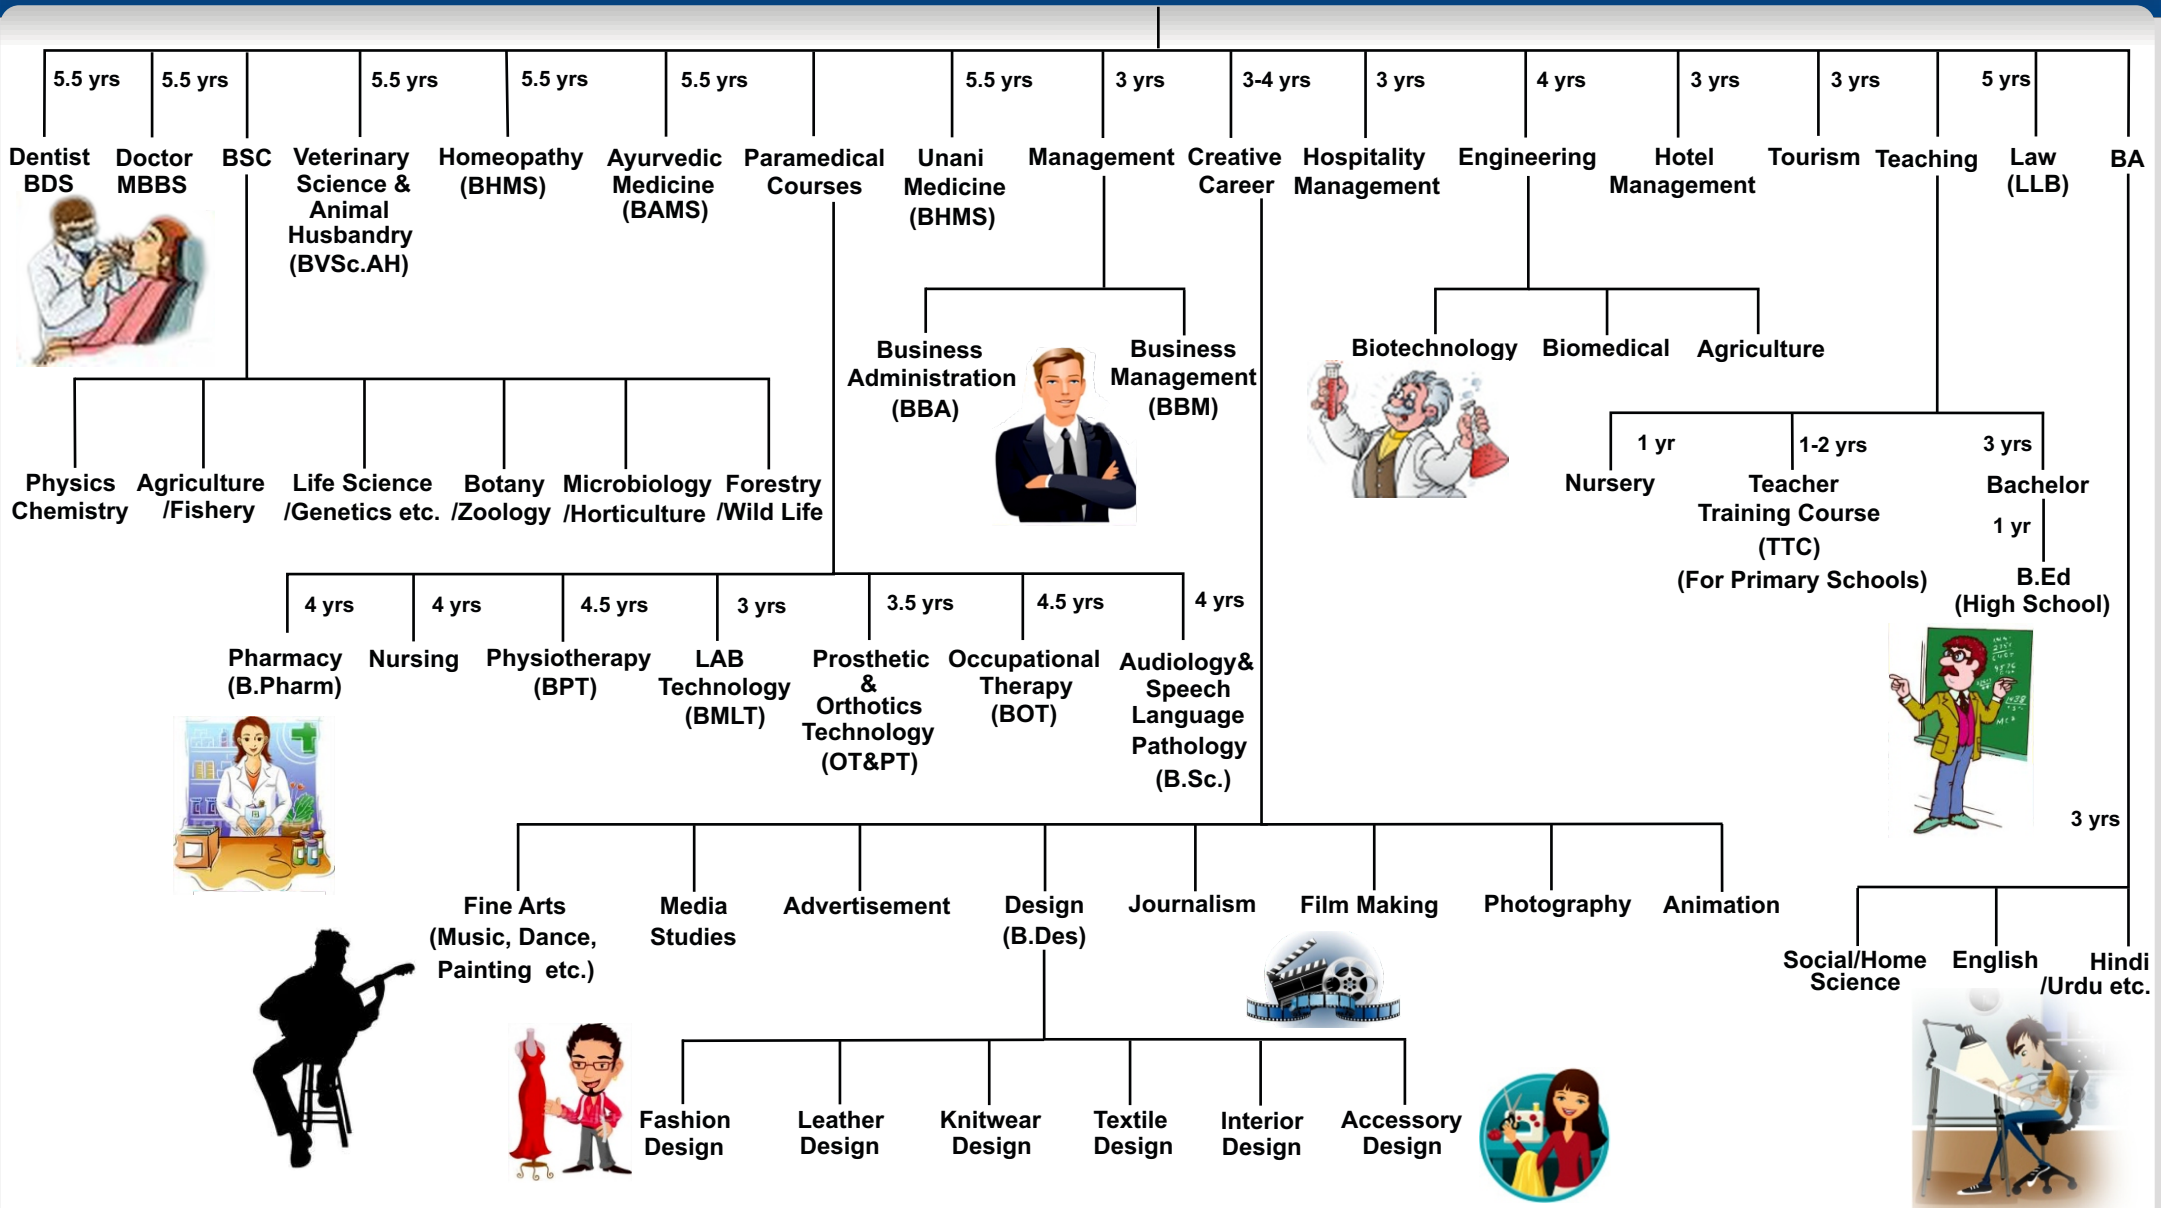 5.5 yrs 5.5 yrs 5.5 yrs 5.5 yrs 5.5 yrs 5.5 yrs 3 yrs 3-4 yrs 3 yrs 4 yrs 3 yrs 3 yrs 5 yrs
Dentist
BDS
Doctor
MBBS
BSC
Veterinary
Science &
Animal
Husbandry
(BVSc.AH)
Homeopathy
(BHMS)
Ayurvedic
Medicine
(BAMS)
Paramedical
Courses
Unani
Medicine
(BHMS)
Management
Creative
Career
Hospitality
Management
Engineering
Hotel
Management
Tourism
Teaching
Law
(LLB)
BA
Business
Administration
(BBA)
Business
Management
(BBM)
Biotechnology
Biomedical
Agriculture
1 yr
Nursery
1-2 yrs
Teacher
Training Course
(TTC)
(For Primary Schools)
3 yrs
Bachelor
1 yr
B.Ed
(High School)
Physics
Chemistry
Agriculture
/Fishery
Life Science
/Genetics etc.
Botany
/Zoology
Microbiology
/Horticulture
Forestry
/Wild Life
4 yrs 4 yrs 4.5 yrs 3 yrs 3.5 yrs 4.5 yrs 4 yrs
Pharmacy
(B.Pharm)
Nursing
Physiotherapy
(BPT)
LAB
Technology
(BMLT)
Prosthetic
&
Orthotics
Technology
(OT&PT)
Occupational
Therapy
(BOT)
Audiology&
Speech
Language
Pathology
(B.Sc.)
3 yrs
Fine Arts
(Music, Dance,
Painting etc.)
Media
Studies
Advertisement
Design
(B.Des)
Journalism
Film Making
Photography
Animation
Social/Home
Science
English
Hindi
/Urdu etc.
Fashion
Design
Leather
Design
Knitwear
Design
Textile
Design
Interior
Design
Accessory
Design